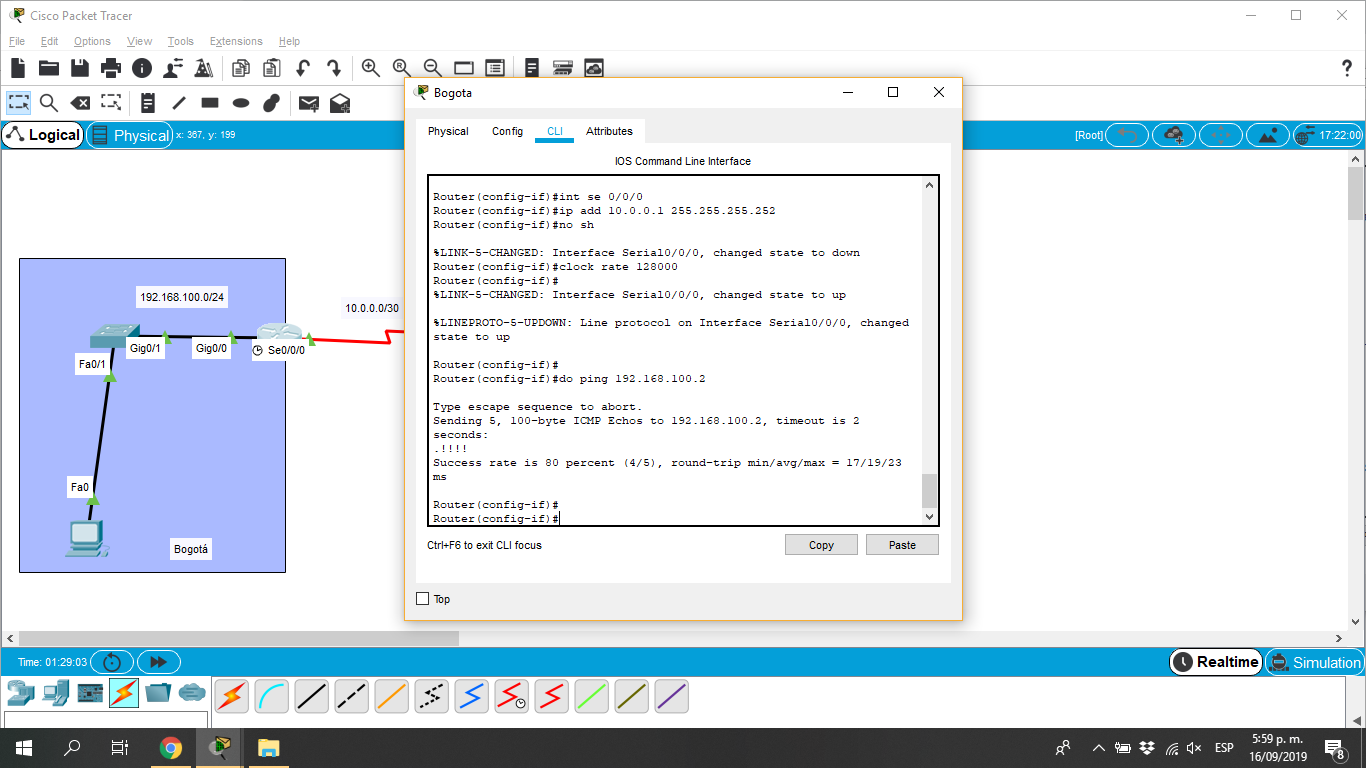 Cisco Packet Tracer
File Edit Options View Tools Extensions Help
Bogota
Physical Config CLI Attributes
Logical Physical x: 367, y: 199
[Root] 17:22:00
IOS Command Line Interface
Router(config-if)#int se 0/0/0
Router(config-if)#ip add 10.0.0.1 255.255.255.252
Router(config-if)#no sh
%LINK-5-CHANGED: Interface Serial0/0/0, changed state to down
Router(config-if)#clock rate 128000
Router(config-if)#
%LINK-5-CHANGED: Interface Serial0/0/0, changed state to up
%LINEPROTO-5-UPDOWN: Line protocol on Interface Serial0/0/0, changed
state to up
Router(config-if)#
Router(config-if)#do ping 192.168.100.2
Type escape sequence to abort.
Sending 5, 100-byte ICMP Echos to 192.168.100.2, timeout is 2
seconds:
.!!!!
Success rate is 80 percent (4/5), round-trip min/avg/max = 17/19/23
ms
Router(config-if)#
Router(config-if)#
Ctrl+F6 to exit CLI focus
Copy Paste
Top
192.168.100.0/24
10.0.0.0/30
Gig0/1
Gig0/0
Se0/0/0
Fa0/1
Fa0
Bogotá
Time: 01:29:03
Realtime Simulation
ESP
5:59 p. m.
16/09/2019
8